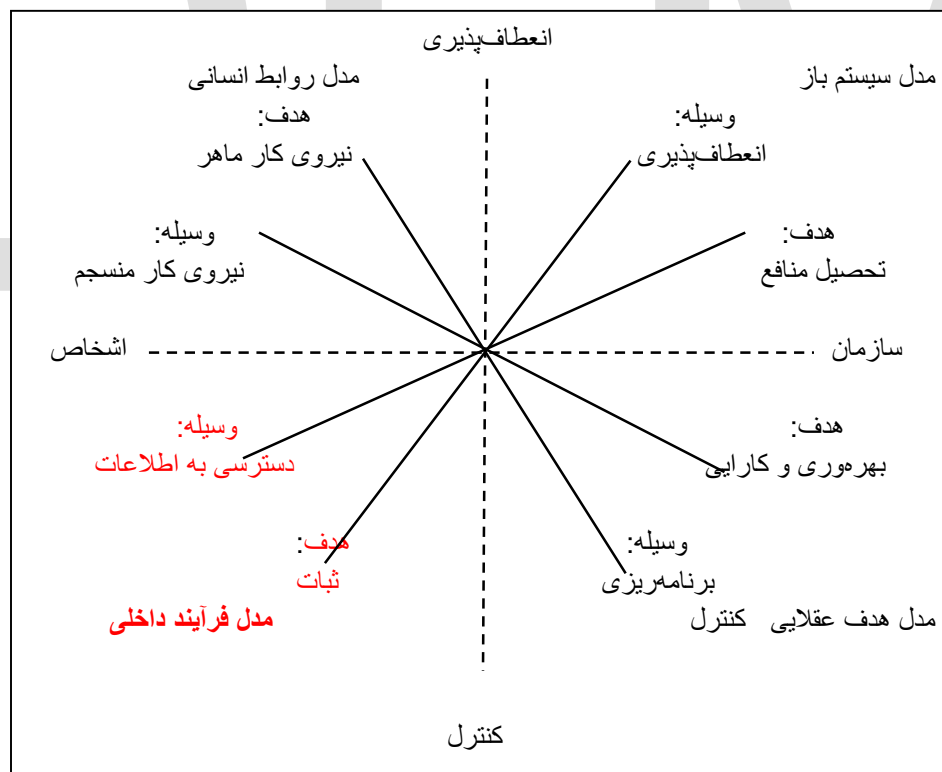 انعطاف‌پذیری
مدل سیستم باز
مدل روابط انسانی
وسیله:
انعطاف‌پذیری
هدف:
نیروی کار ماهر
هدف:
تحصیل منافع
وسیله:
نیروی کار منسجم
سازمان
اشخاص
هدف:
بهره‌وری و کارایی
وسیله:
دسترسی به اطلاعات
وسیله:
برنامه‌ریزی
هدف:
ثبات
مدل هدف عقلایی کنترل
مدل فرآیند داخلی
کنترل